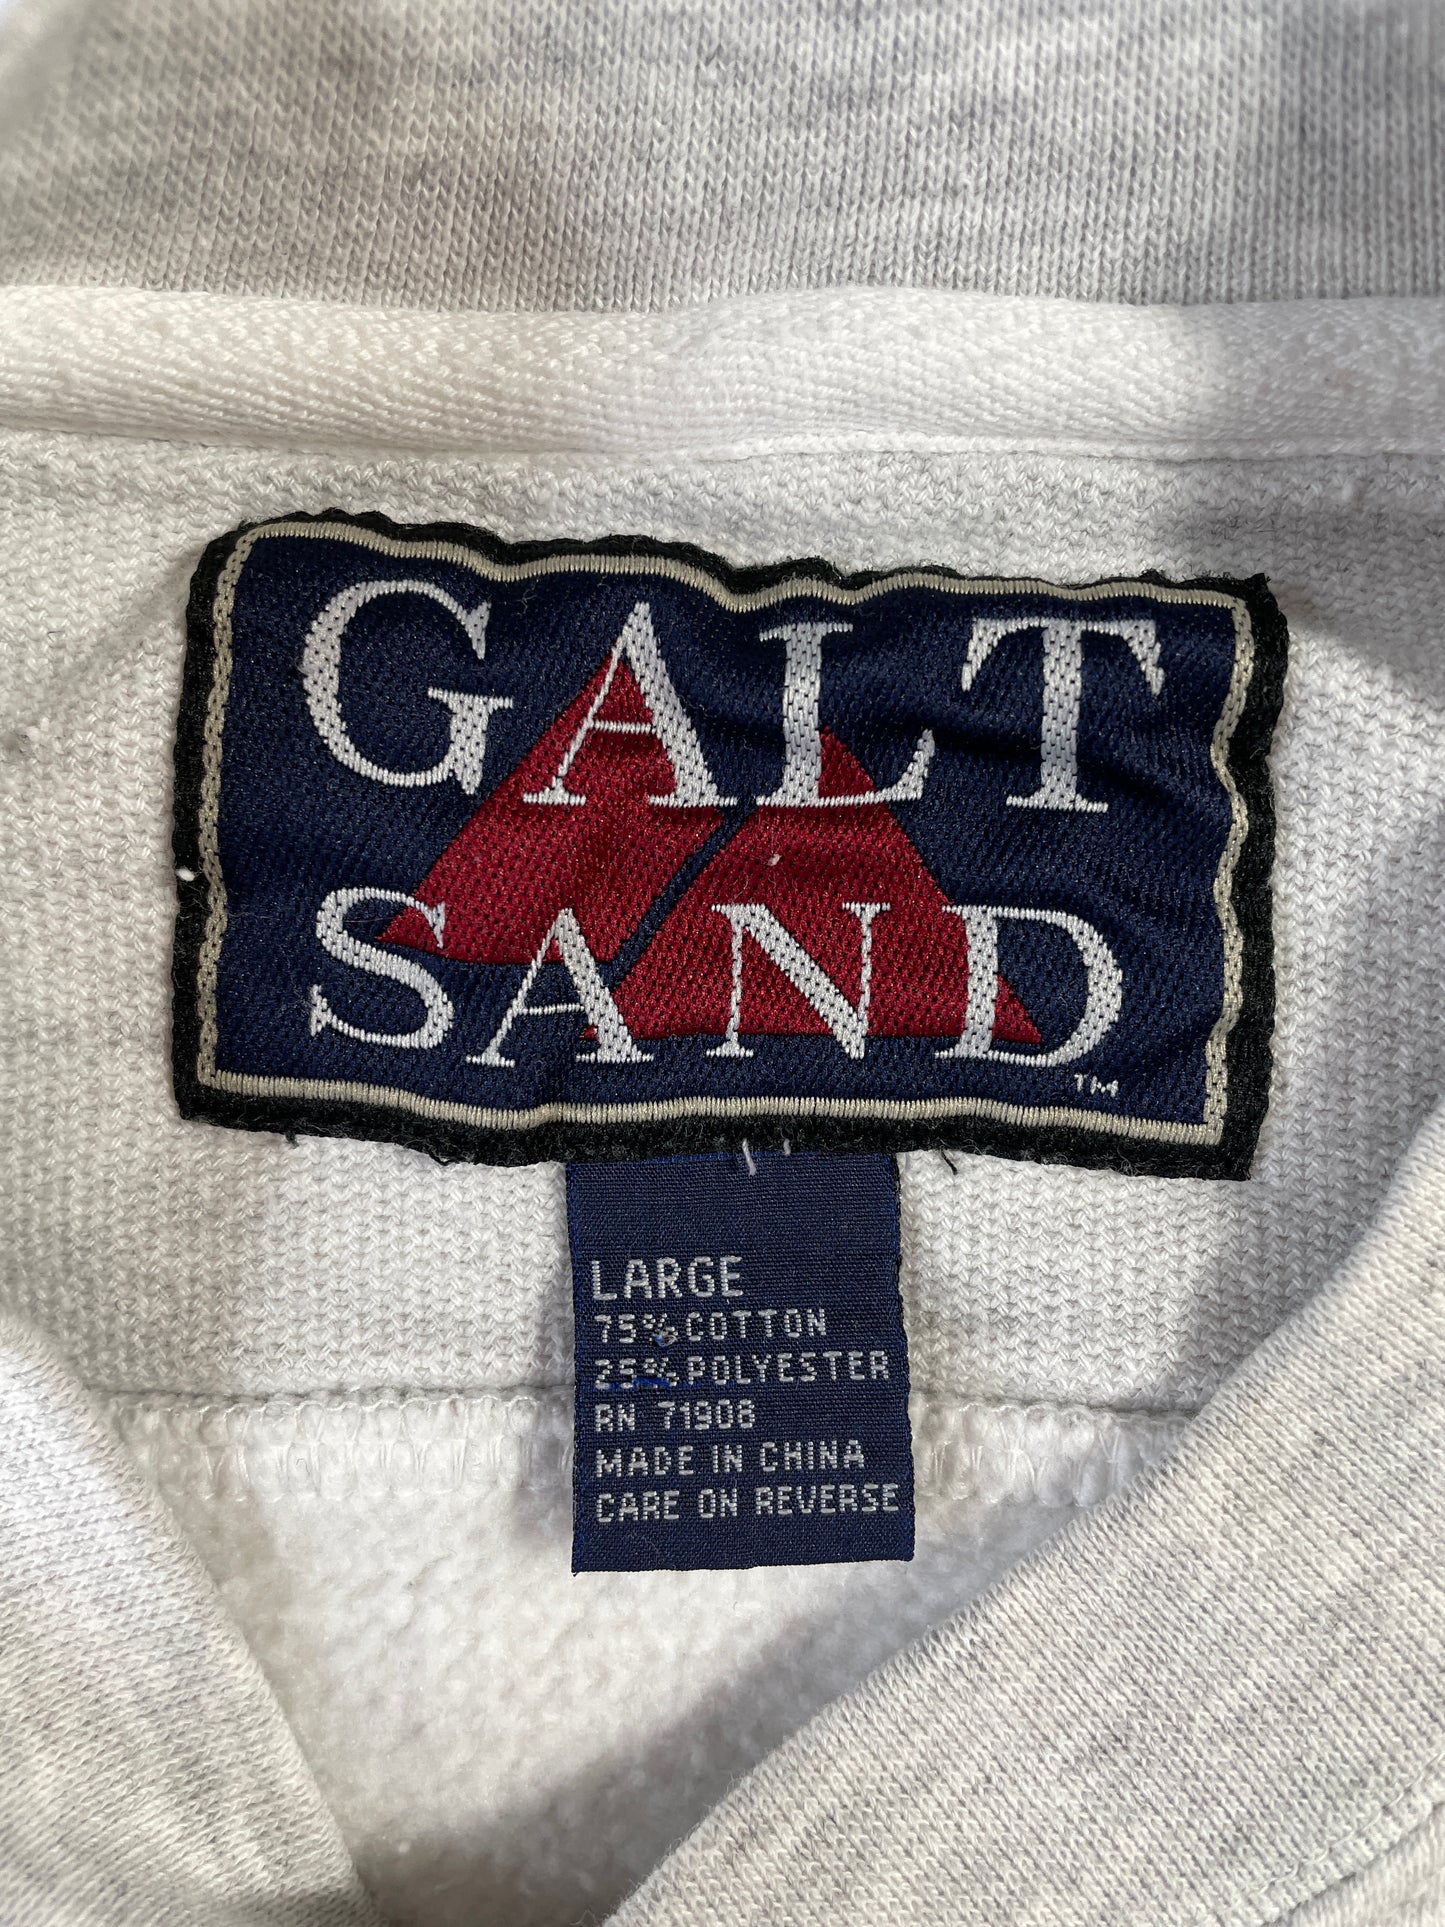 GALT
SAND
TM
LARGE
75% COTTON
25% POLYESTER
RN 71908
MADE IN CHINA
CARE ON REVERSE